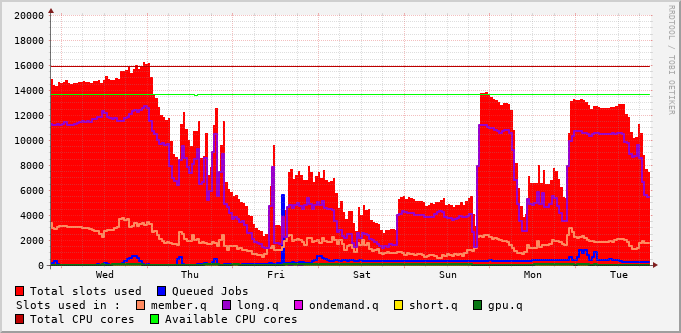 20000
18000
16000
14000
12000
10000
8000
6000
4000
2000
0
Wed Thu Fri Sat Sun Mon Tue
RRDTOOL / TOBI OETIKER
Total slots used Queued Jobs
Slots used in : member.q long.q ondemand.q short.q gpu.q
Total CPU cores Available CPU cores